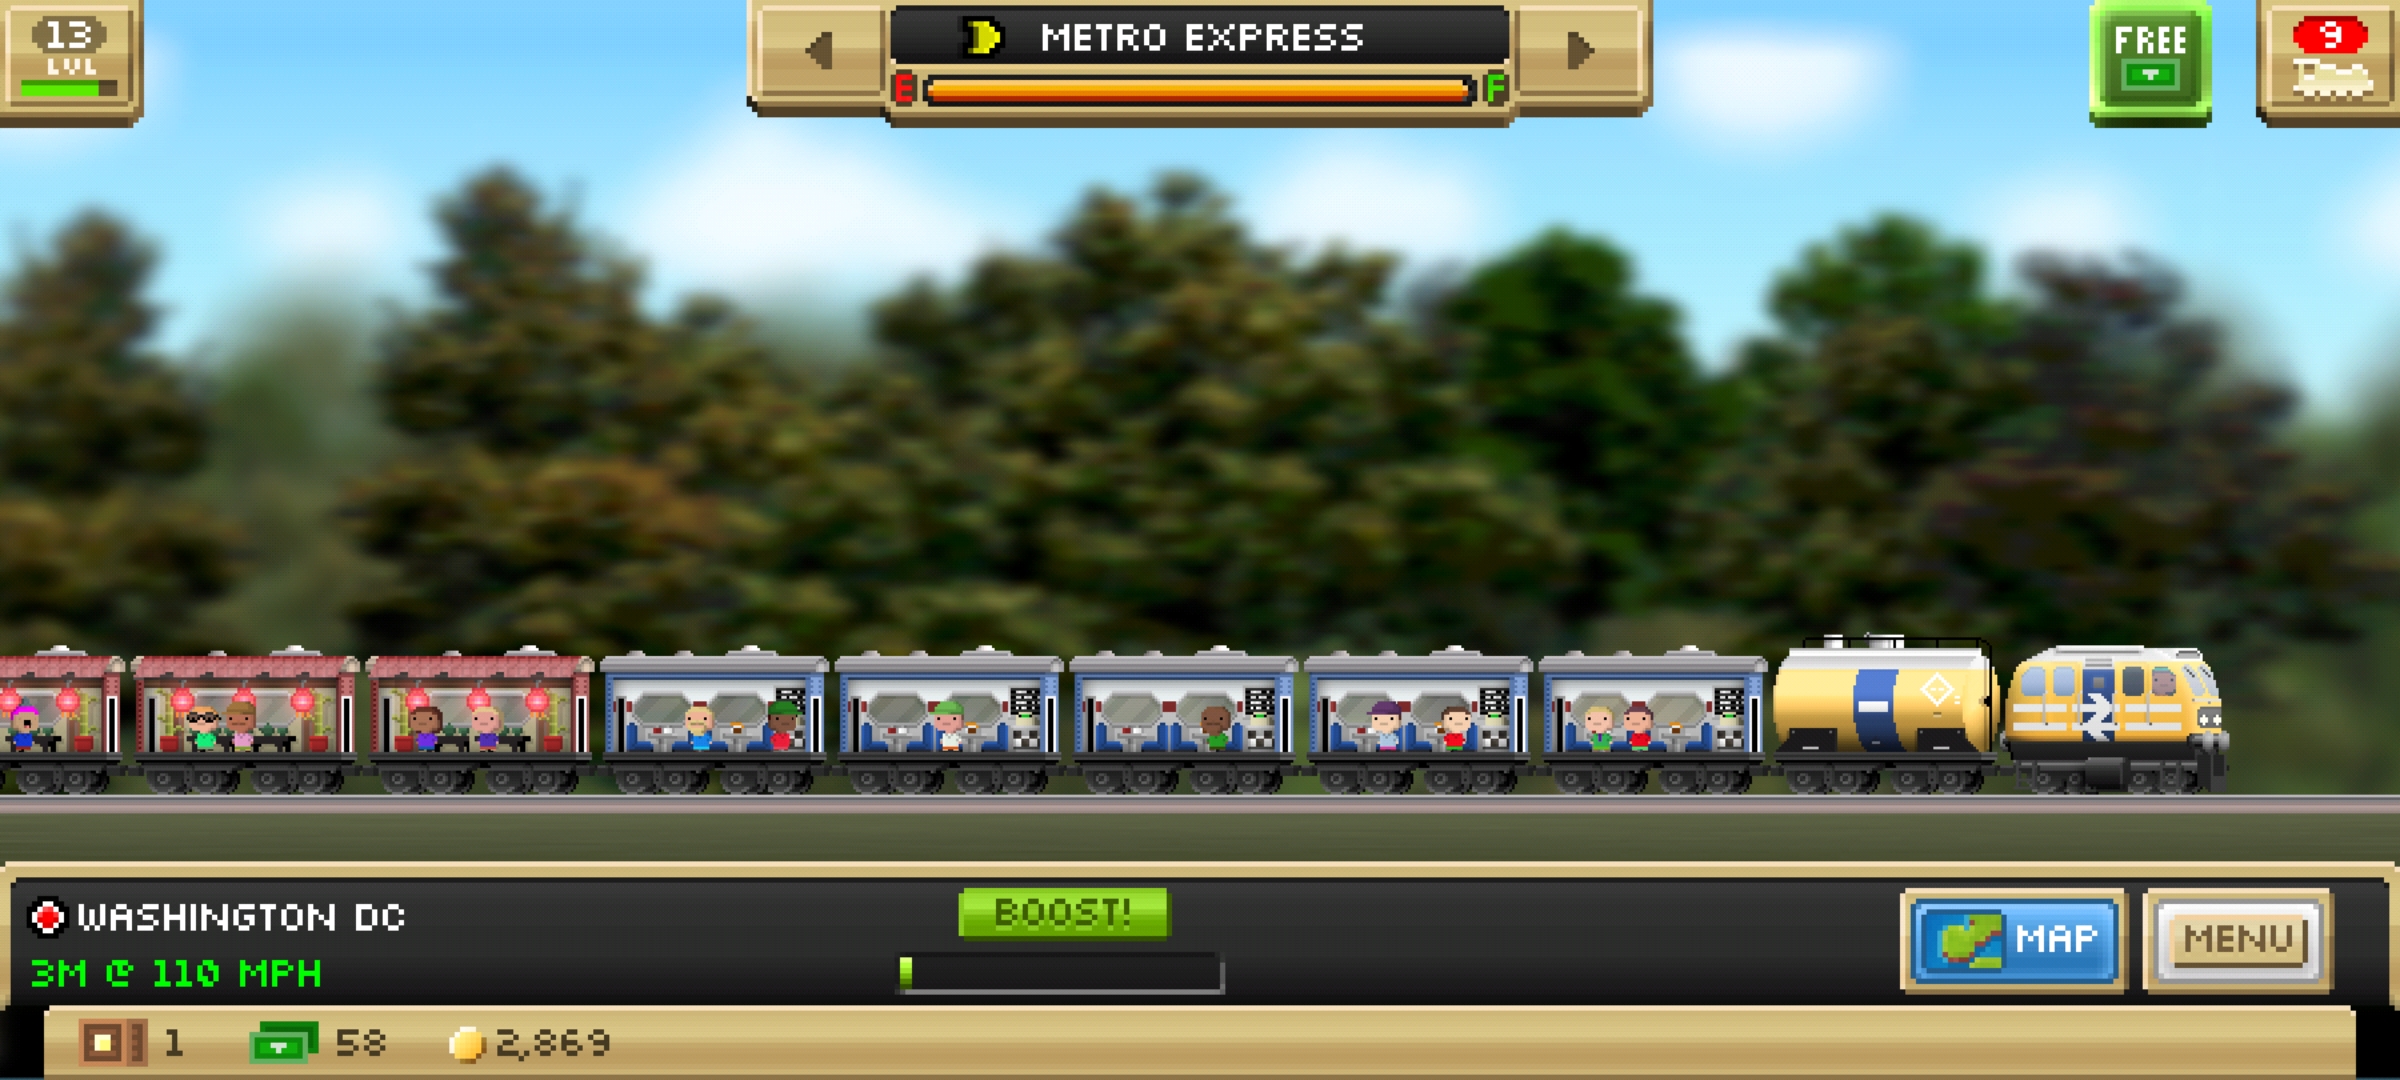 13
LVL
METRO EXPRESS
E F
FREE
9
WASHINGTON DC
3M @ 110 MPH
BOOST!
MAP
MENU
1 58 2,869